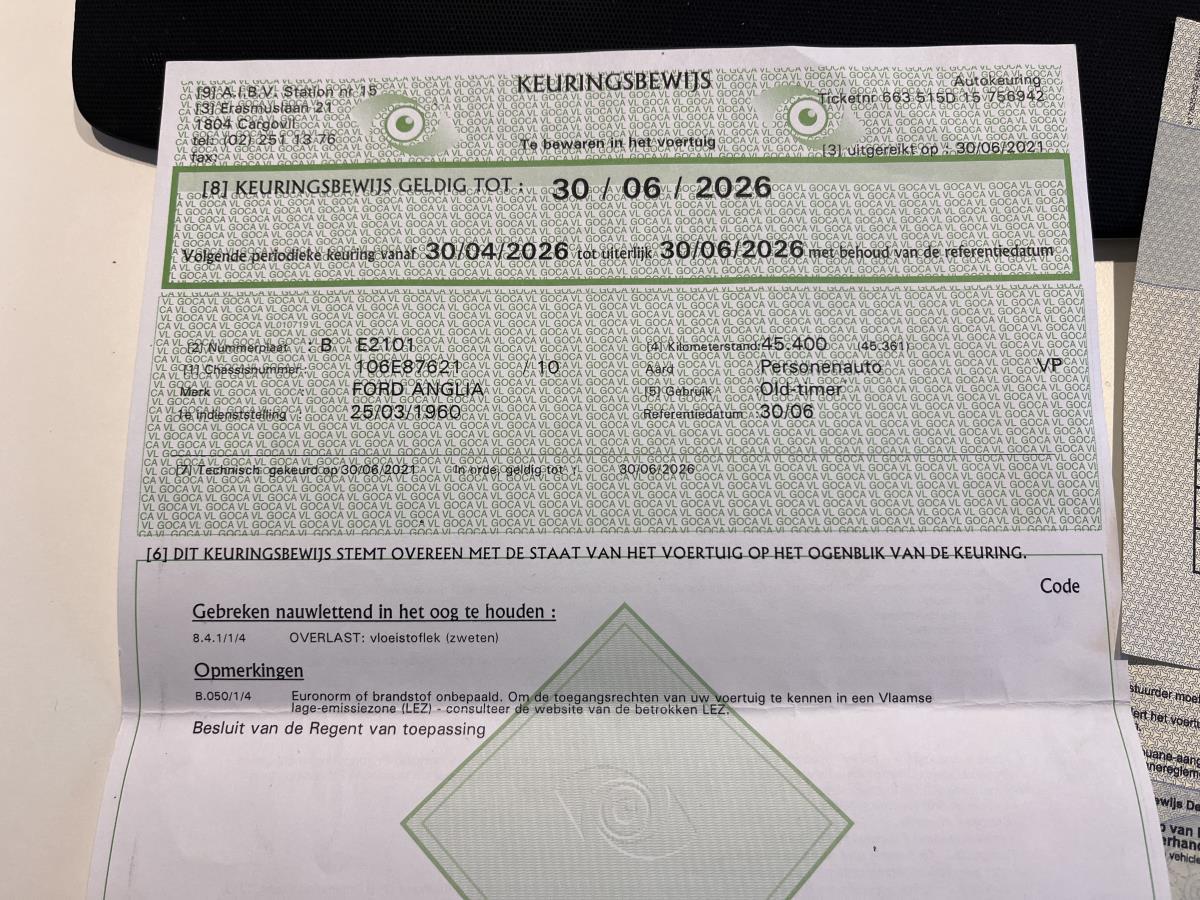 [9] A.I.B.V. Station nr 15
[3] Erasmuslaan 21
1804 Cargovil
tel: (02) 251 13 76
fax:
KEURINGSBEWIJS
Te bewaren in het voertuig
Autokeuring
Ticketnr 663 515D 15 756942
[3] uitgereikt op : 30/06/2021
[8] KEURINGSBEWIJS GELDIG TOT : 30 / 06 / 2026
Volgende periodieke keuring vanaf 30/04/2026 tot uiterlijk 30/06/2026 met behoud van de referentiedatum
[2] Nummerplaat : B E2101
[1] Chassisnummer : 106E87621 / 10
Merk : FORD ANGLIA
1e indienststelling : 25/03/1960
[4] Kilometerstand: 45.400 (45.361)
Aard Personenauto VP
[5] Gebruik Old-timer
Referentiedatum 30/06
[7] Technisch gekeurd op 30/06/2021 In orde, geldig tot : 30/06/2026
[6] DIT KEURINGSBEWIJS STEMT OVEREEN MET DE STAAT VAN HET VOERTUIG OP HET OGENBLIK VAN DE KEURING.
Code
Gebreken nauwlettend in het oog te houden :
8.4.1/1/4 OVERLAST: vloeistoflek (zweten)
Opmerkingen
B.050/1/4 Euronorm of brandstof onbepaald. Om de toegangsrechten van uw voertuig te kennen in een Vlaamse
lage-emissiezone (LEZ) - consulteer de website van de betrokken LEZ.
Besluit van de Regent van toepassing